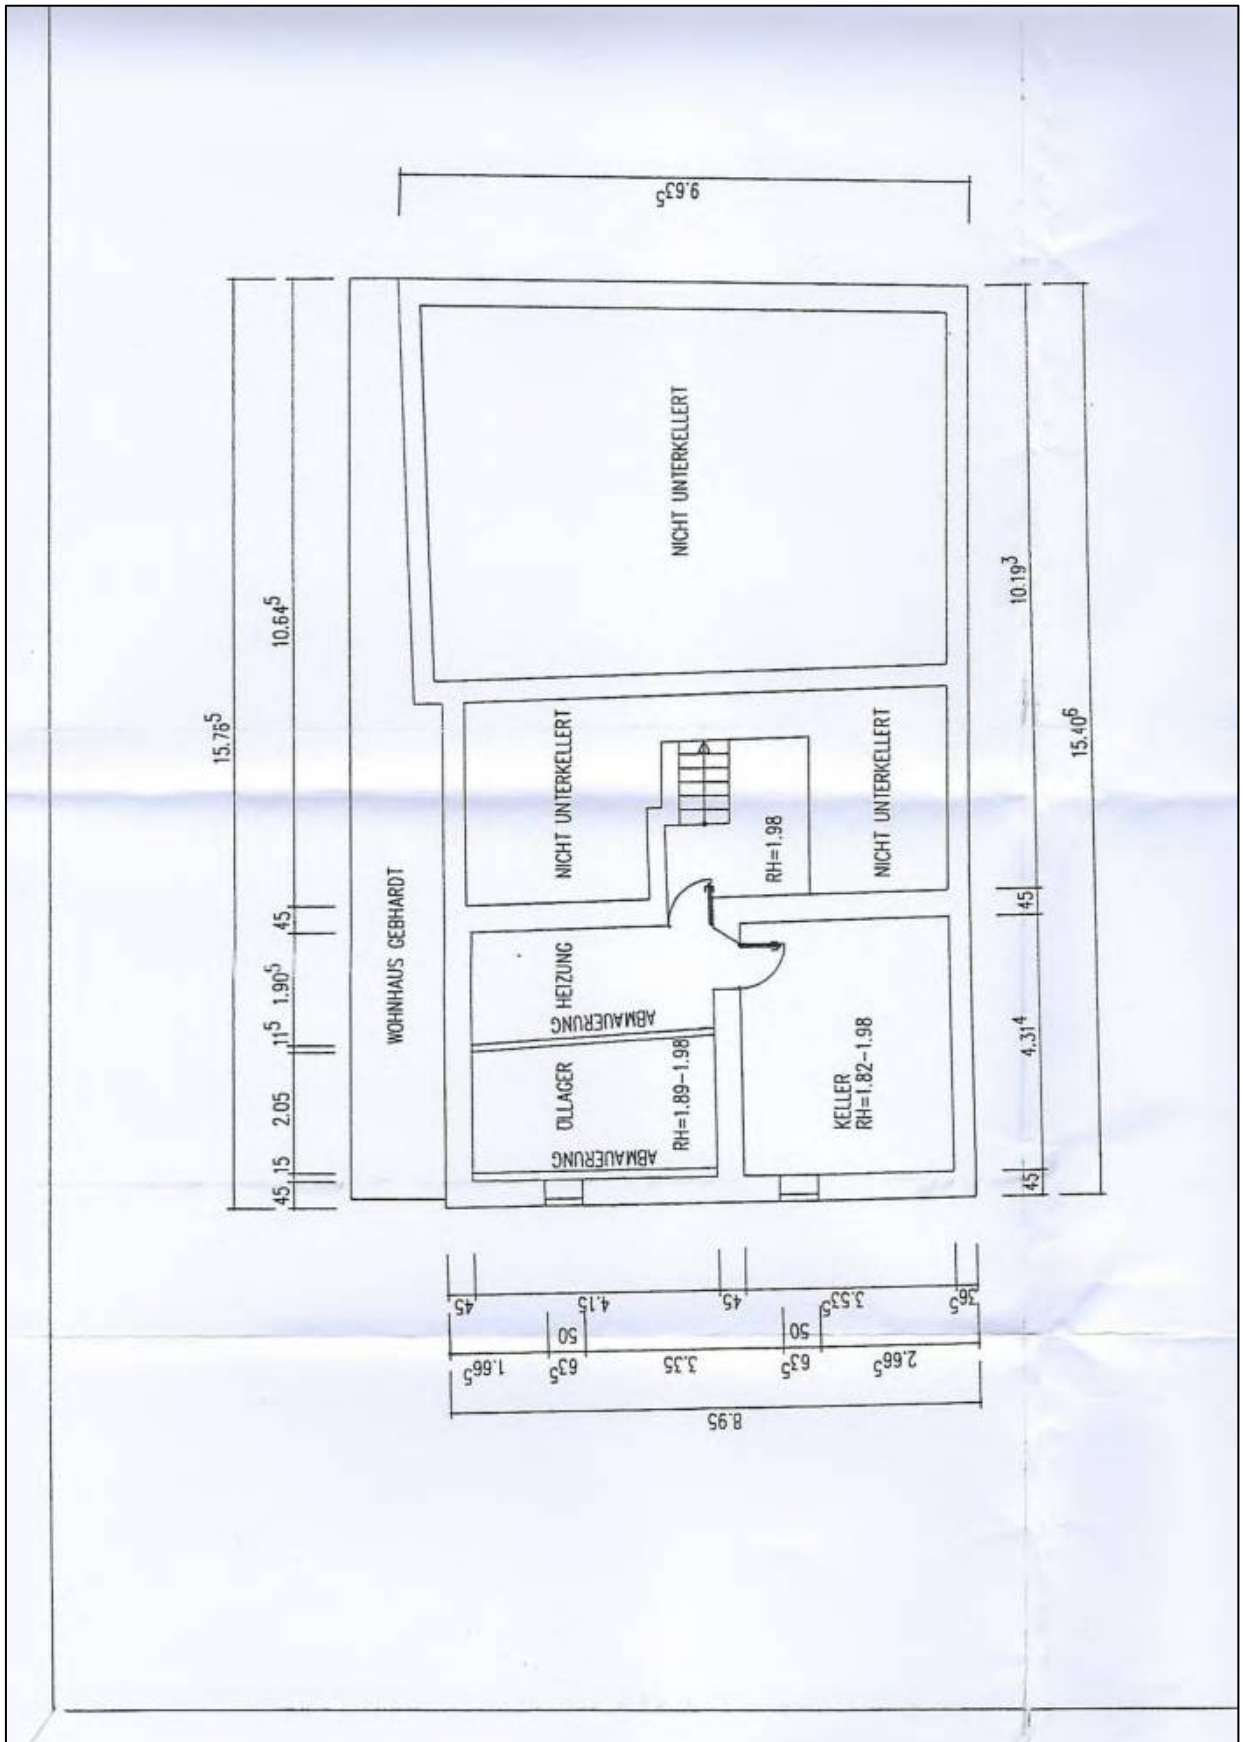 9.63⁵
15.76⁵
10.64⁵
45
1.90⁵
11⁵
2.05
15
45
WOHNHAUS GEBHARDT
NICHT UNTERKELLERT
NICHT UNTERKELLERT
NICHT UNTERKELLERT
RH=1.98
HEIZUNG
ABMAUERUNG
ÖLLAGER
RH=1.89-1.98
ABMAUERUNG
KELLER
RH=1.82-1.98
10.19³
45
4.31⁴
45
15.40⁶
45
4.15
45
3.53⁵
36⁵
1.66⁵
50
63⁵
3.35
50
63⁵
2.66⁵
8.95